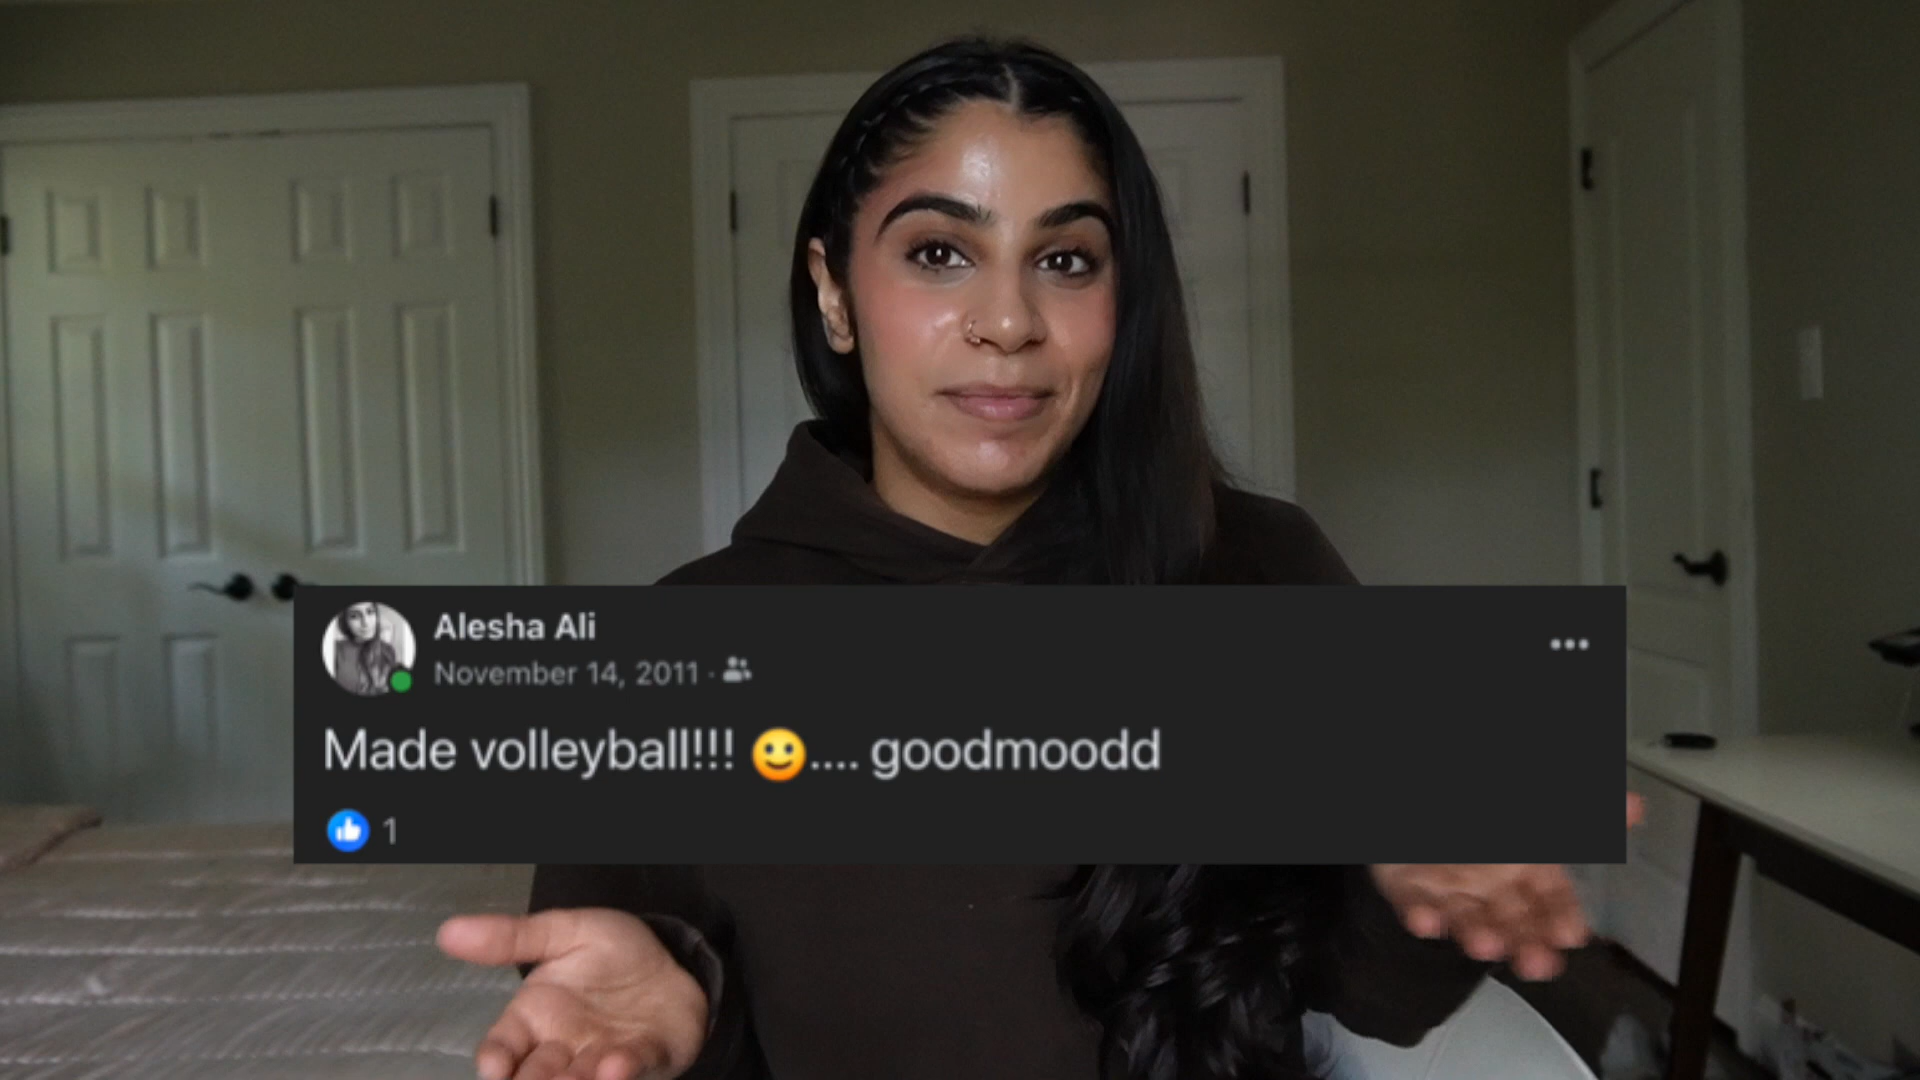 Alesha Ali
November 14, 2011 ·
Made volleyball!!! 🙂.... goodmoodd
1